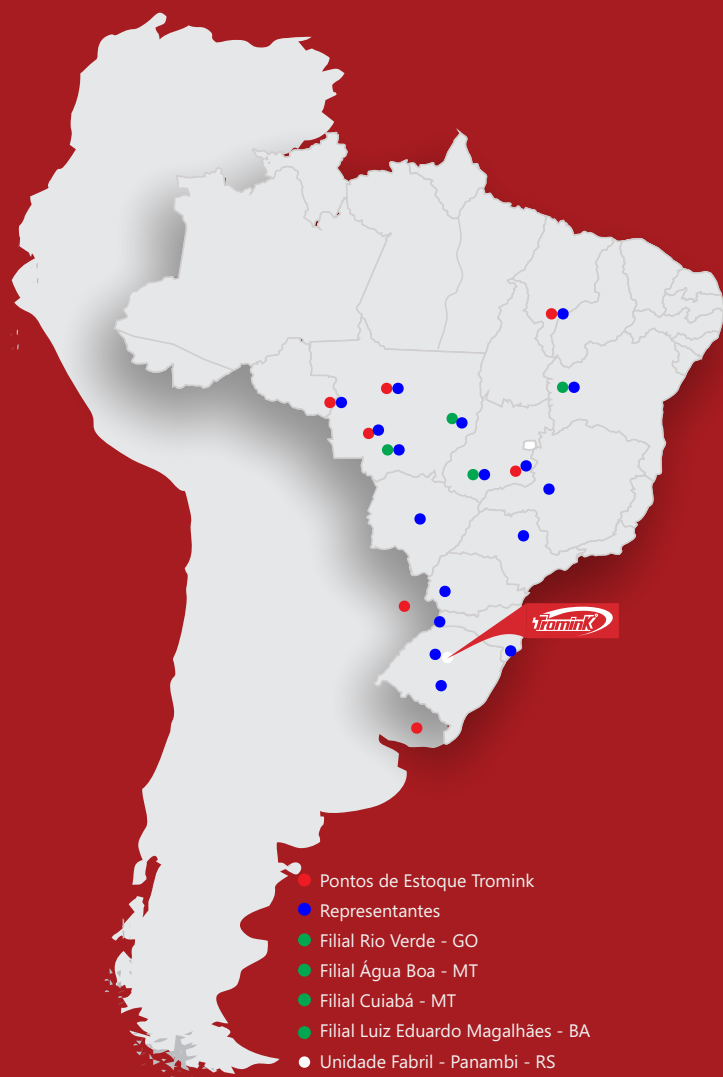 Tromink
Pontos de Estoque Tromink
Representantes
Filial Rio Verde - GO
Filial Água Boa - MT
Filial Cuiabá - MT
Filial Luiz Eduardo Magalhães - BA
Unidade Fabril - Panambi - RS